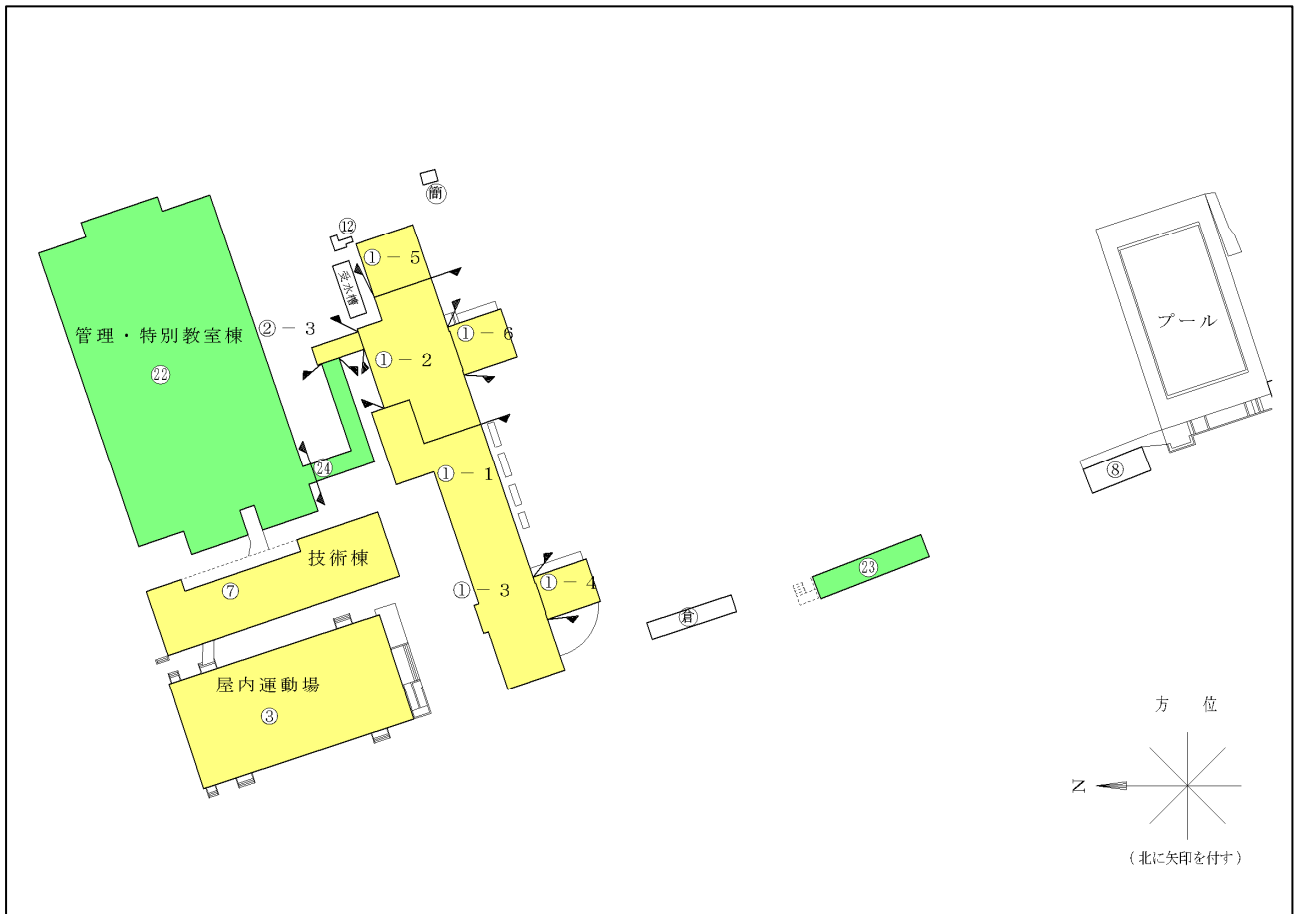 簡
⑫
①－５
受水槽
②－３
①－６
管理・特別教室棟
㉒
①－２
プール
㉔
①－１
⑧
技術棟
㉓
⑦
①－３
①－４
倉
屋内運動場
③
方　位
N
（北に矢印を付す）